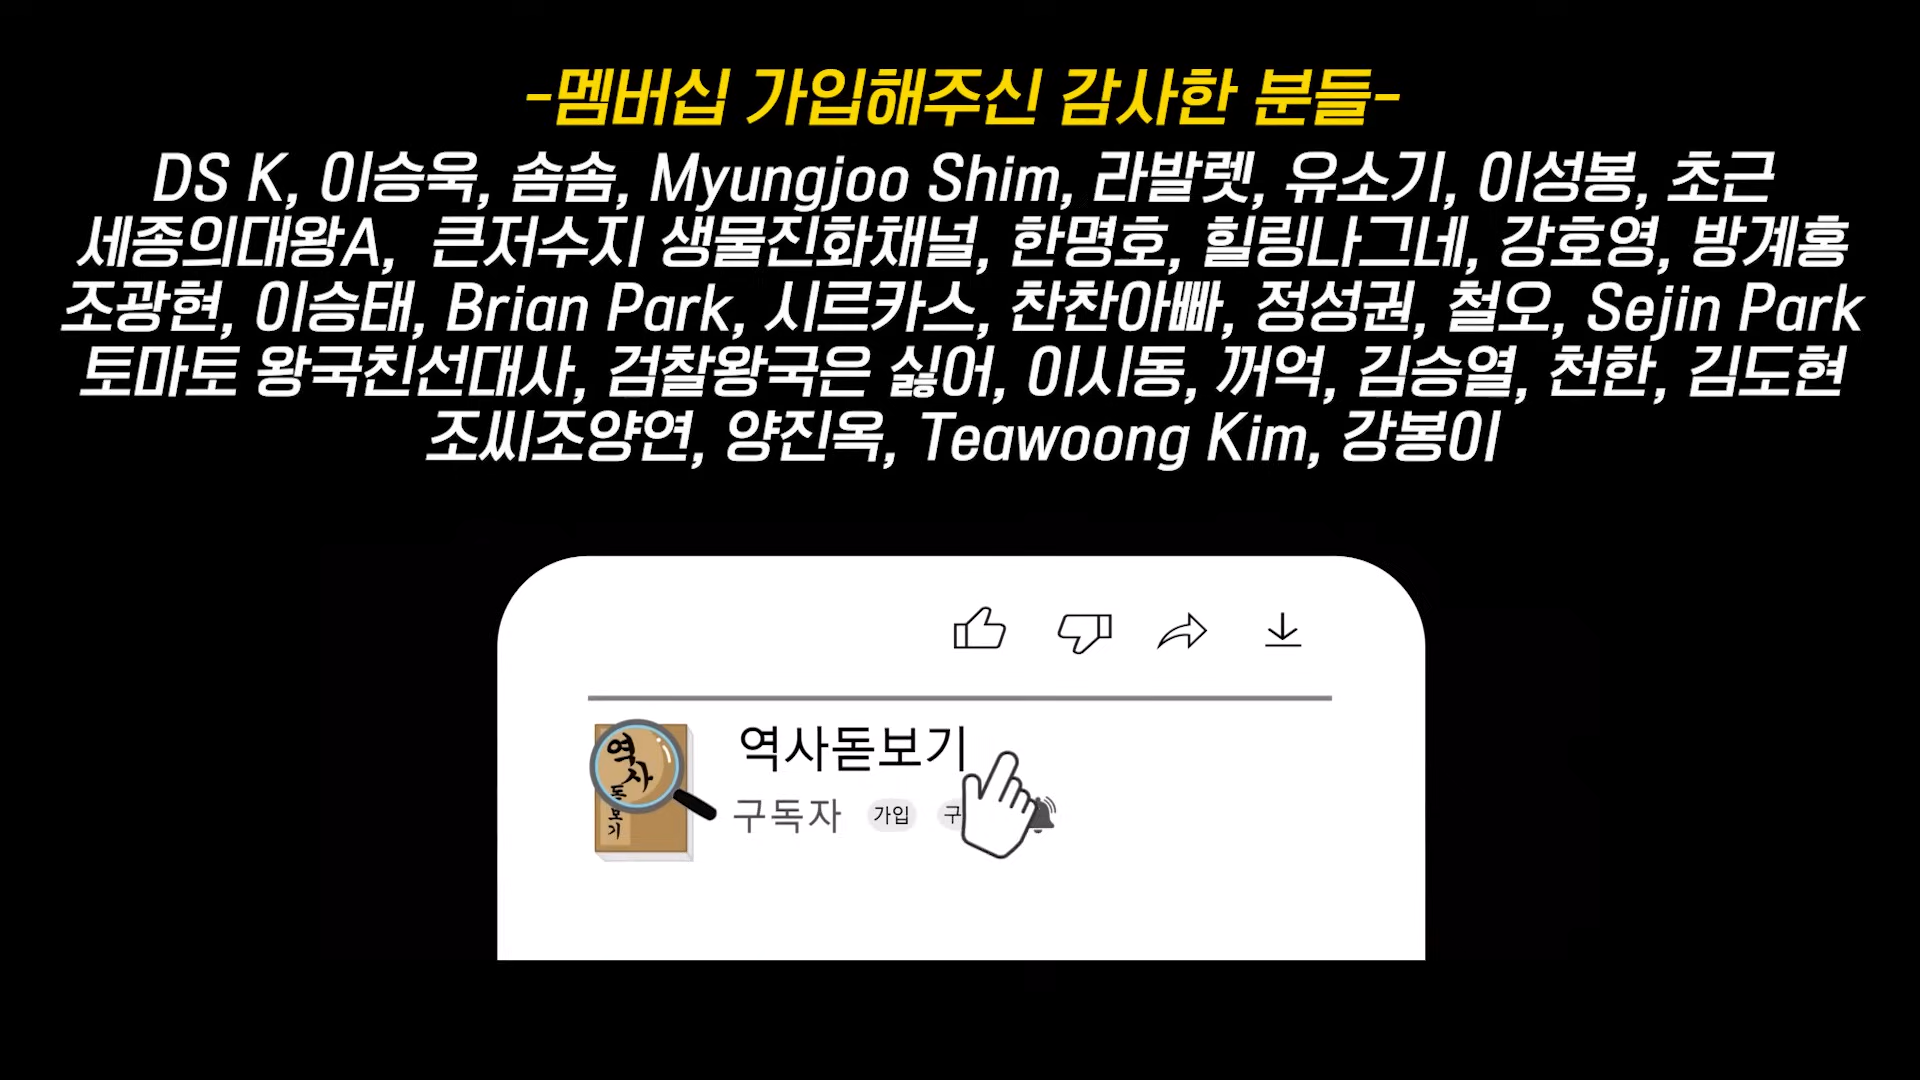 -멤버십 가입해주신 감사한 분들-
DS K, 이승욱, 솜솜, Myungjoo Shim, 라발렛, 유소기, 이성봉, 초근
세종의대왕A, 큰저수지 생물진화채널, 한명호, 힐링나그네, 강호영, 방계홍
조광현, 이승태, Brian Park, 시르카스, 찬찬아빠, 정성권, 철오, Sejin Park
토마토 왕국친선대사, 검찰왕국은 싫어, 이시동, 꺼억, 김승열, 천한, 김도현
조씨조양연, 양진옥, Teawoong Kim, 강봉이
역사돋보기
역사
돋보기
구독자 가입 구